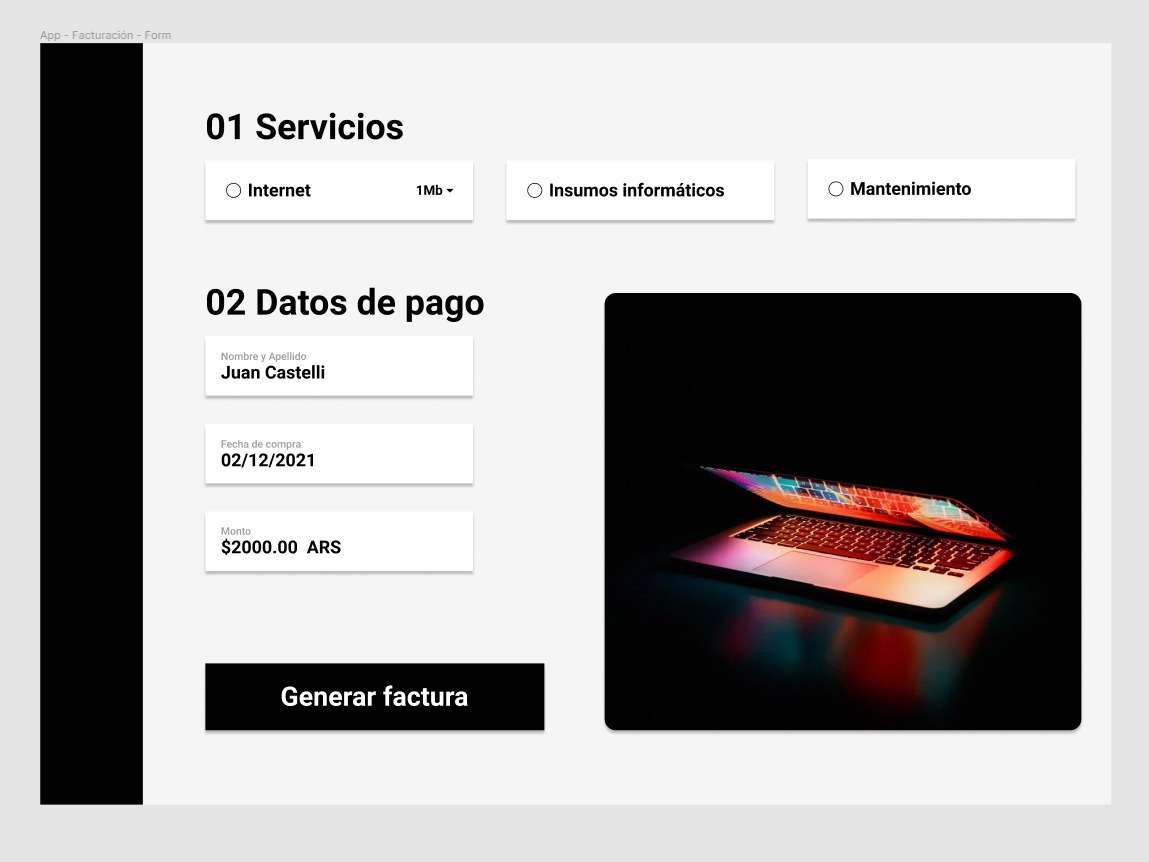 App - Facturación - Form
01 Servicios
Internet 1Mb
Insumos informáticos
Mantenimiento
02 Datos de pago
Nombre y Apellido
Juan Castelli
Fecha de compra
02/12/2021
Monto
$2000.00 ARS
Generar factura